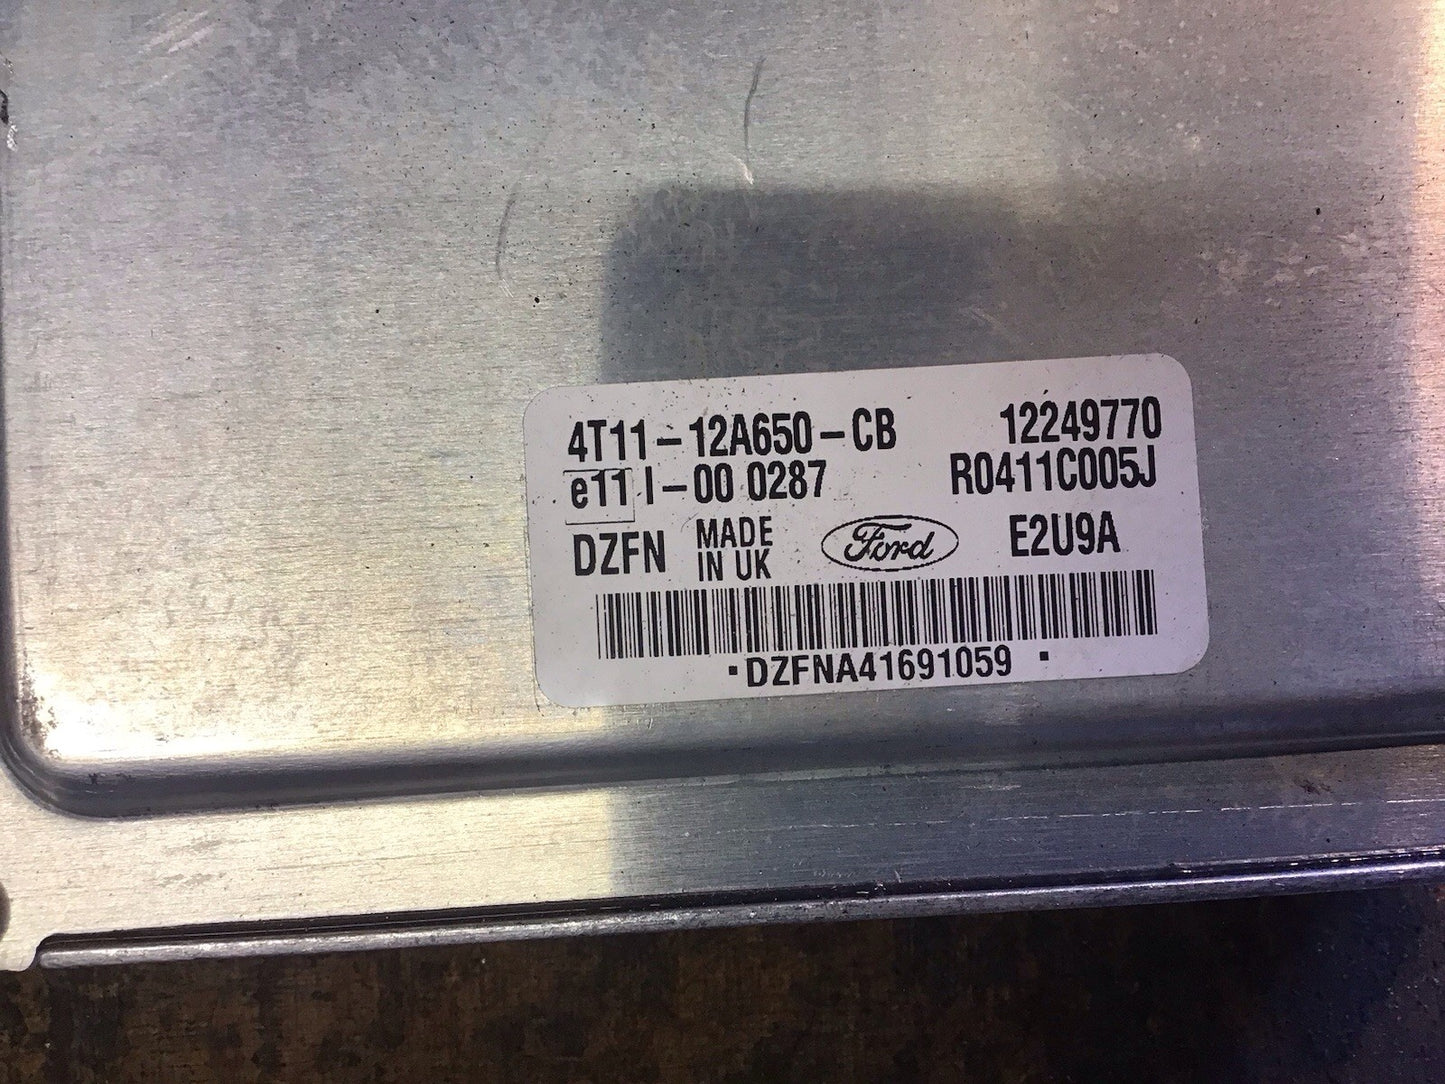 4T11-12A650-CB 12249770
e11 I-00 0287 R0411C005J
DZFN MADE IN UK Ford E2U9A
·DZFNA41691059 ·